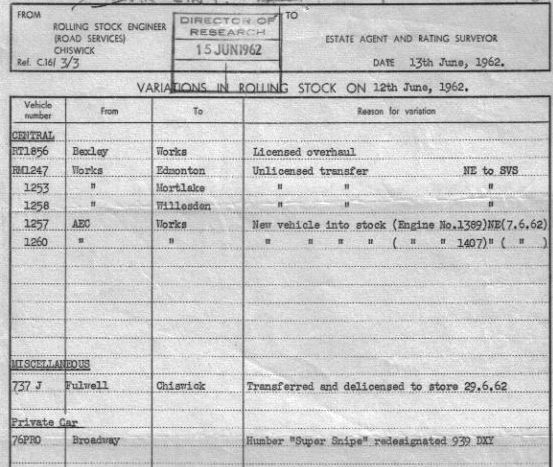 FROM
ROLLING STOCK ENGINEER
(ROAD SERVICES)
CHISWICK
Ref. C.16/ 3/3
DIRECTOR OF
RESEARCH
15 JUN 1962
TO
ESTATE AGENT AND RATING SURVEYOR
DATE 13th June, 1962.
VARIATIONS IN ROLLING STOCK ON 12th June, 1962.
Vehicle number From To Reason for variation
CENTRAL
RT1856 Bexley Works Licensed overhaul
RM1247 Works Edmonton Unlicensed transfer NE to SVS
1253 " Mortlake " " "
1258 " Willesden " " "
1257 AEC Works New vehicle into stock (Engine No.1389)NE(7.6.62)
1260 " " " " " " ( " " 1407)" ( " )
MISCELLANEOUS
737 J Fulwell Chiswick Transferred and delicensed to store 29.6.62
Private Car
76PRO Broadway Humber "Super Snipe" redesignated 939 DXY